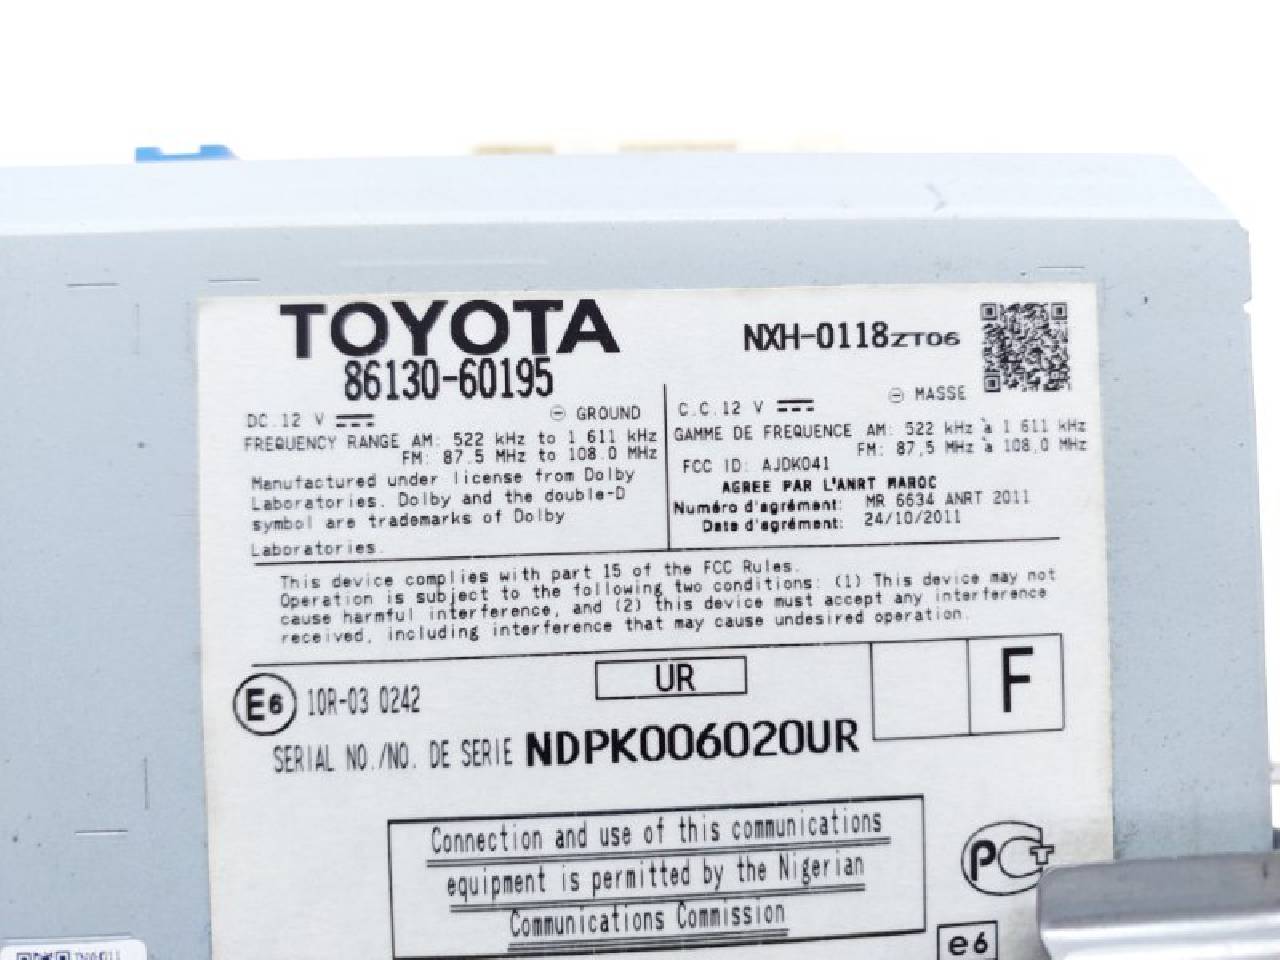 TOYOTA
86130-60195
NXH-0118ZT06
DC.12 V
⊖ GROUND
FREQUENCY RANGE AM: 522 kHz to 1 611 kHz
FM: 87.5 MHz to 108.0 MHz
Manufactured under license from Dolby
Laboratories. Dolby and the double-D
symbol are trademarks of Dolby
Laboratories.
C.C.12 V
⊖ MASSE
GAMME DE FREQUENCE AM: 522 kHz à 1 611 kHz
FM: 87,5 MHz à 108,0 MHz
FCC ID: AJDK041
AGREE PAR L'ANRT MAROC
Numéro d'agrément: MR 6634 ANRT 2011
Date d'agrément: 24/10/2011
This device complies with part 15 of the FCC Rules.
Operation is subject to the following two conditions: (1) This device may not
cause harmful interference, and (2) this device must accept any interference
received, including interference that may cause undesired operation.
E6 10R-03 0242
UR
F
SERIAL NO./NO. DE SERIE NDPK006020UR
Connection and use of this communications
equipment is permitted by the Nigerian
Communications Commission
PCT
e6